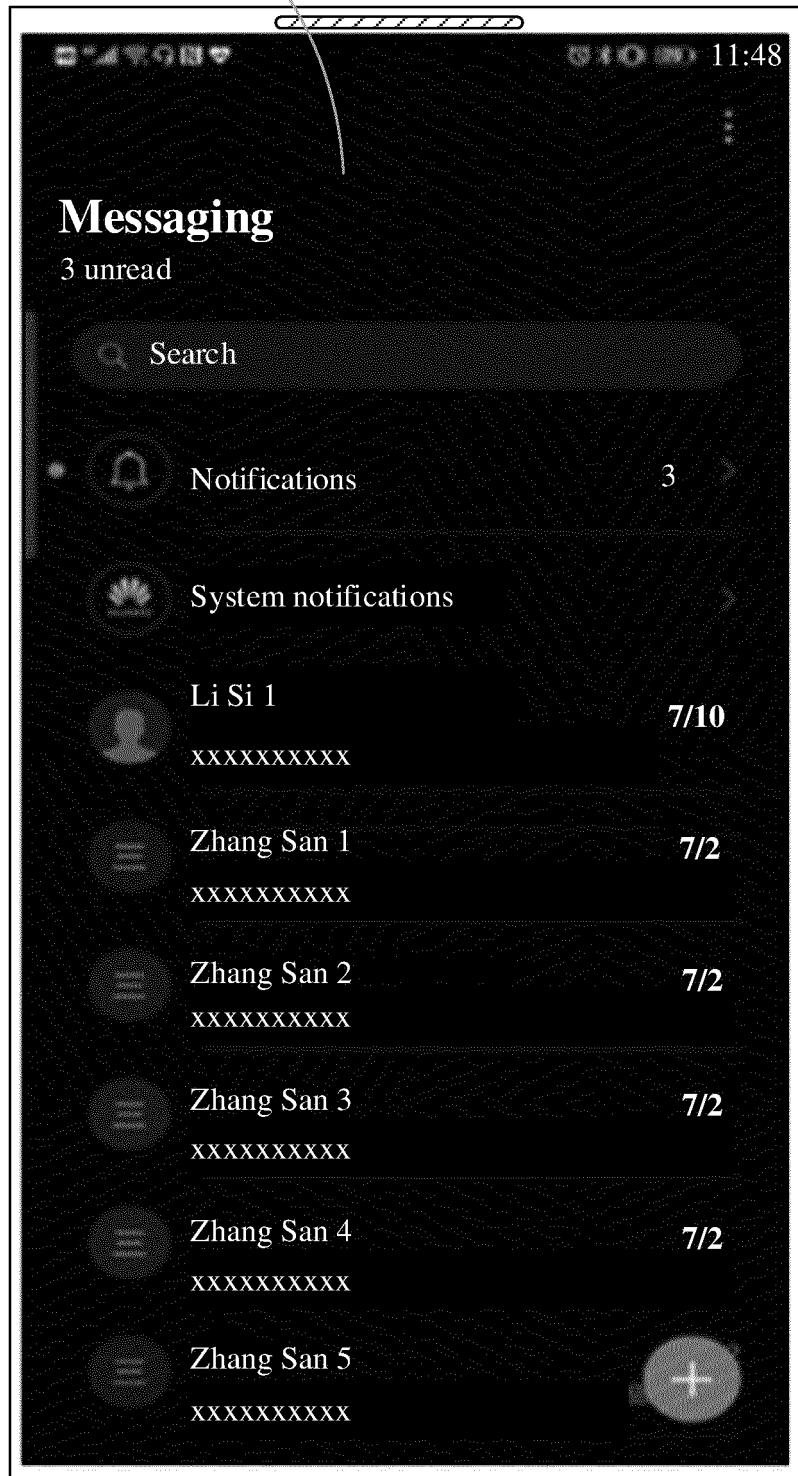 11:48
Messaging
3 unread
Search
Notifications 3
System notifications
Li Si 1
7/10
xxxxxxxxxx
Zhang San 1
7/2
xxxxxxxxxx
Zhang San 2
7/2
xxxxxxxxxx
Zhang San 3
7/2
xxxxxxxxxx
Zhang San 4
7/2
xxxxxxxxxx
Zhang San 5
xxxxxxxxxx